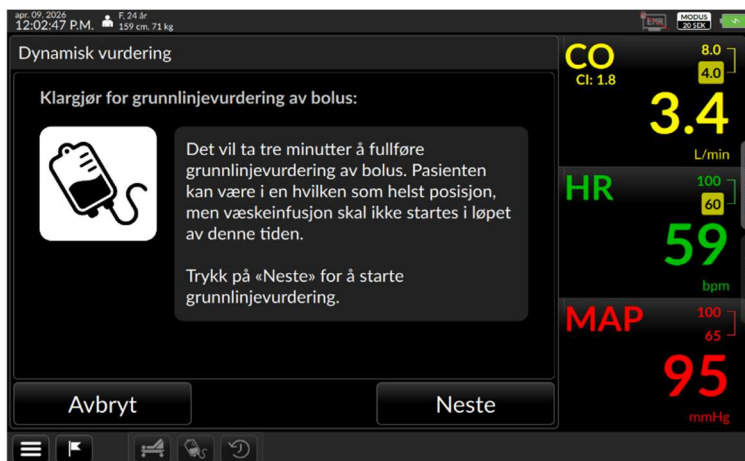 apr. 09, 2026
12:02:47 P.M.
F, 24 år
159 cm, 71 kg
EMR
MODUS
20 SEK
Dynamisk vurdering
Klargjør for grunnlinjevurdering av bolus:
Det vil ta tre minutter å fullføre
grunnlinjevurdering av bolus. Pasienten
kan være i en hvilken som helst posisjon,
men væskeinfusjon skal ikke startes i løpet
av denne tiden.
Trykk på «Neste» for å starte
grunnlinjevurdering.
Avbryt
Neste
CO
CI: 1.8
8.0
4.0
3.4
L/min
HR
100
60
59
bpm
MAP
100
65
95
mmHg